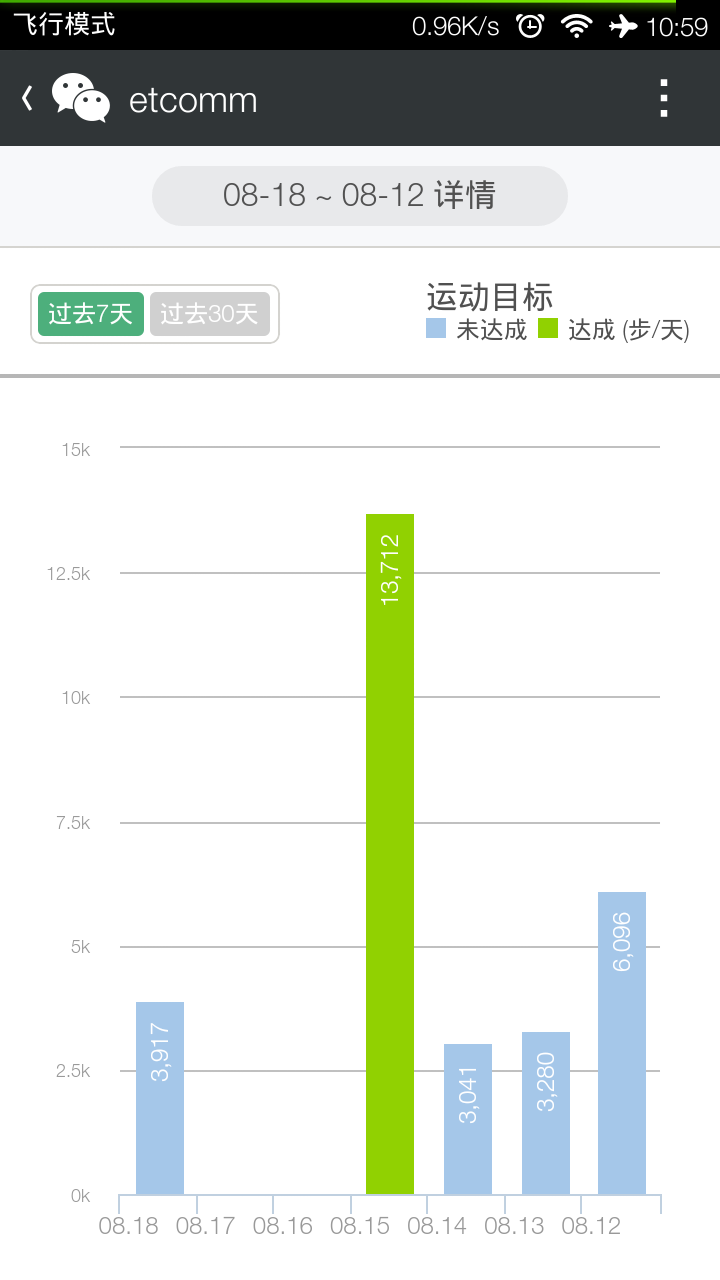 飞行模式 0.96K/s 10:59
etcomm
08-18 ~ 08-12 详情
过去7天 过去30天
运动目标
未达成 达成 (步/天)
15k
13,712
12.5k
10k
7.5k
6,096
5k
3,917
3,041
3,280
2.5k
0k
08.18 08.17 08.16 08.15 08.14 08.13 08.12